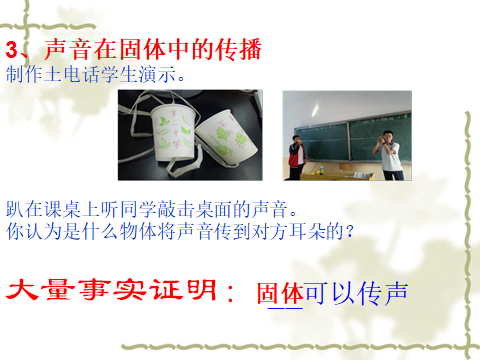 3、声音在固体中的传播
制作土电话学生演示。
趴在课桌上听同学敲击桌面的声音。
你认为是什么物体将声音传到对方耳朵的？
大量事实证明：固体可以传声